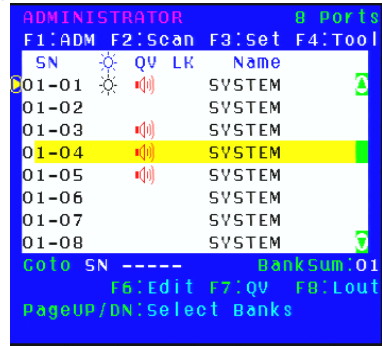 ADMINISTRATOR 8 Ports
F1:ADM F2:Scan F3:Set F4:Tool
SN QV LK Name
01-01 SYSTEM
01-02 SYSTEM
01-03 SYSTEM
01-04 SYSTEM
01-05 SYSTEM
01-06 SYSTEM
01-07 SYSTEM
01-08 SYSTEM
Goto SN ----- BankSum:01
F6:Edit F7:QV F8:Lout
PageUP/DN:Select Banks